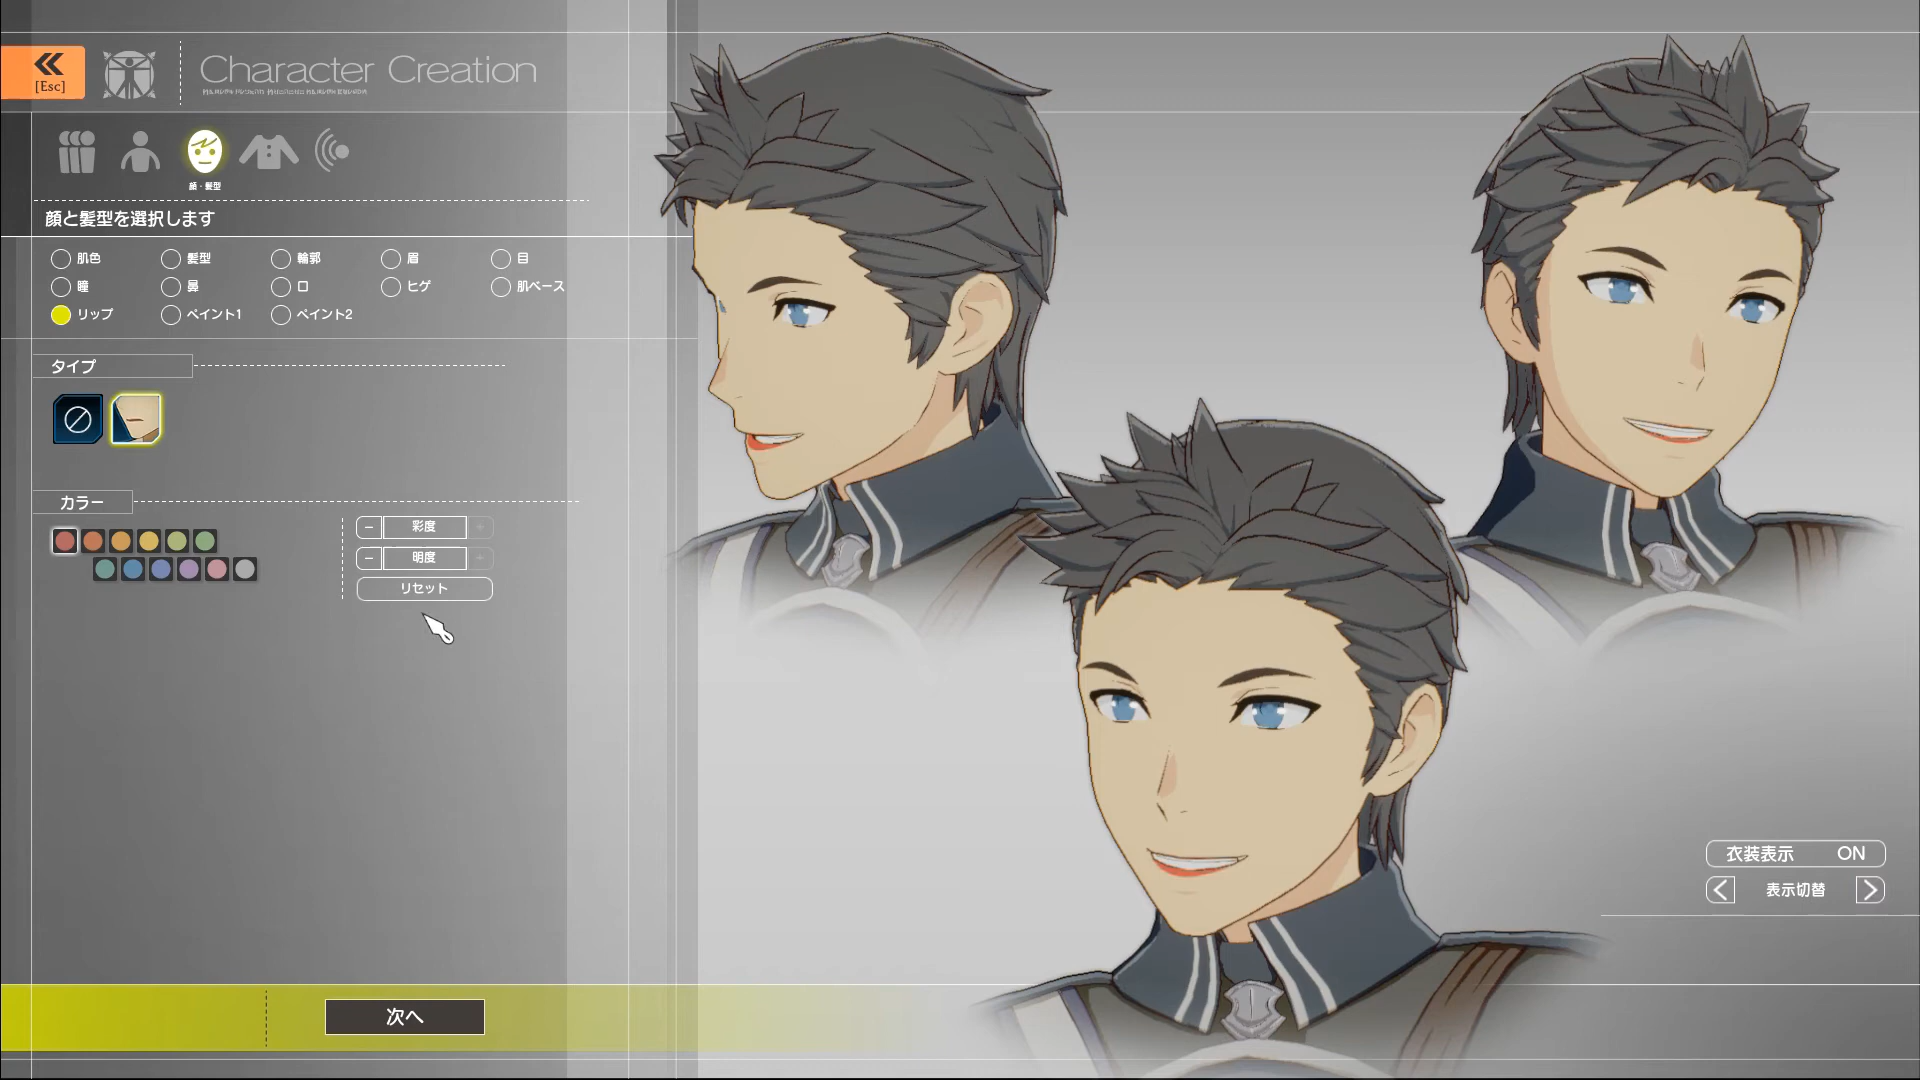 [Esc]
Character Creation
顔・髪型
顔と髪型を選択します
肌色 髪型 輪郭 眉 目
瞳 鼻 口 ヒゲ 肌ベース
リップ ペイント1 ペイント2
タイプ
カラー
− 彩度 +
− 明度 +
リセット
衣装表示 ON
表示切替
次へ